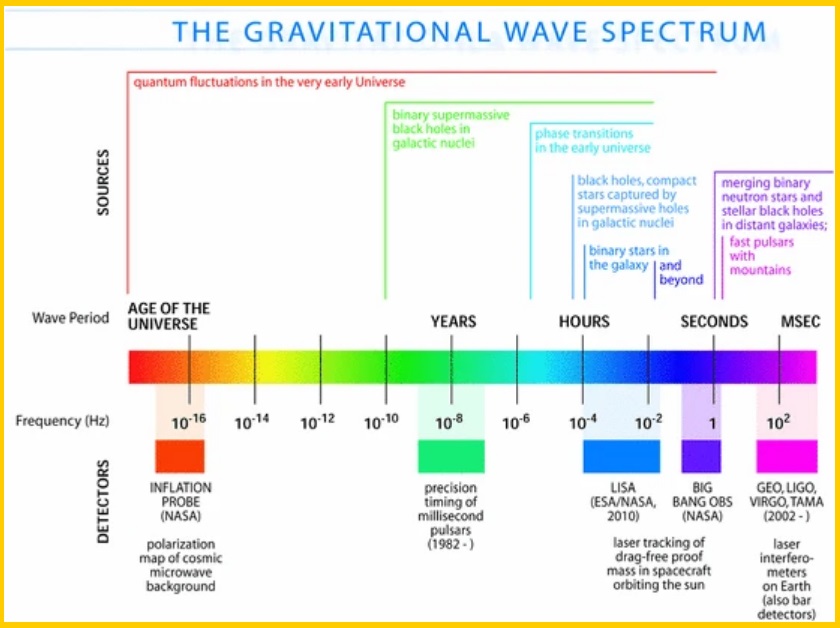 THE GRAVITATIONAL WAVE SPECTRUM
SOURCES
quantum fluctuations in the very early Universe
binary supermassive
black holes in
galactic nuclei
phase transitions
in the early universe
black holes, compact
stars captured by
supermassive holes
in galactic nuclei
binary stars in
the galaxy
and
beyond
merging binary
neutron stars and
stellar black holes
in distant galaxies;
fast pulsars
with
mountains
Wave Period
AGE OF THE
UNIVERSE
YEARS
HOURS
SECONDS
MSEC
Frequency (Hz)
10⁻¹⁶
10⁻¹⁴
10⁻¹²
10⁻¹⁰
10⁻⁸
10⁻⁶
10⁻⁴
10⁻²
1
10²
DETECTORS
INFLATION
PROBE
(NASA)
polarization
map of cosmic
microwave
background
precision
timing of
millisecond
pulsars
(1982 - )
LISA
(ESA/NASA,
2010)
BIG
BANG OBS
(NASA)
laser tracking of
drag-free proof
mass in spacecraft
orbiting the sun
GEO, LIGO,
VIRGO, TAMA
(2002 - )
laser
interfero-
meters
on Earth
(also bar
detectors)